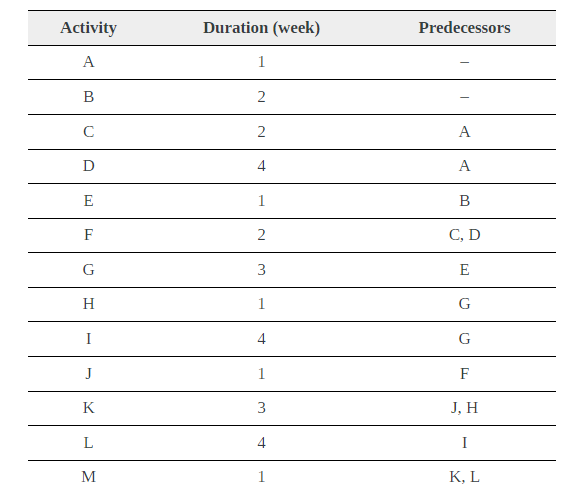 Activity Duration (week) Predecessors
A 1 –
B 2 –
C 2 A
D 4 A
E 1 B
F 2 C, D
G 3 E
H 1 G
I 4 G
J 1 F
K 3 J, H
L 4 I
M 1 K, L